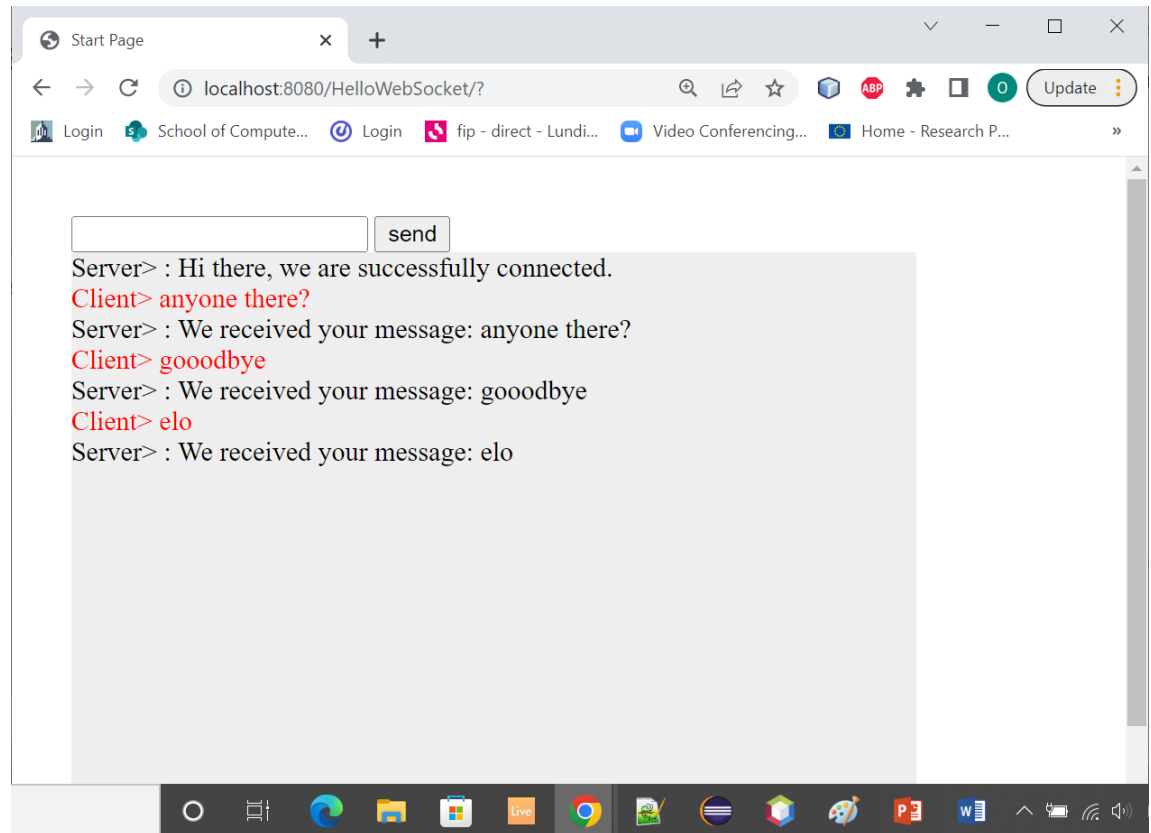 Start Page
localhost:8080/HelloWebSocket/?
ABP
O
Update
Login
School of Compute...
Login
fip - direct - Lundi...
Video Conferencing...
Home - Research P...
»
send
Server> : Hi there, we are successfully connected.
Client> anyone there?
Server> : We received your message: anyone there?
Client> gooodbye
Server> : We received your message: gooodbye
Client> elo
Server> : We received your message: elo
Live